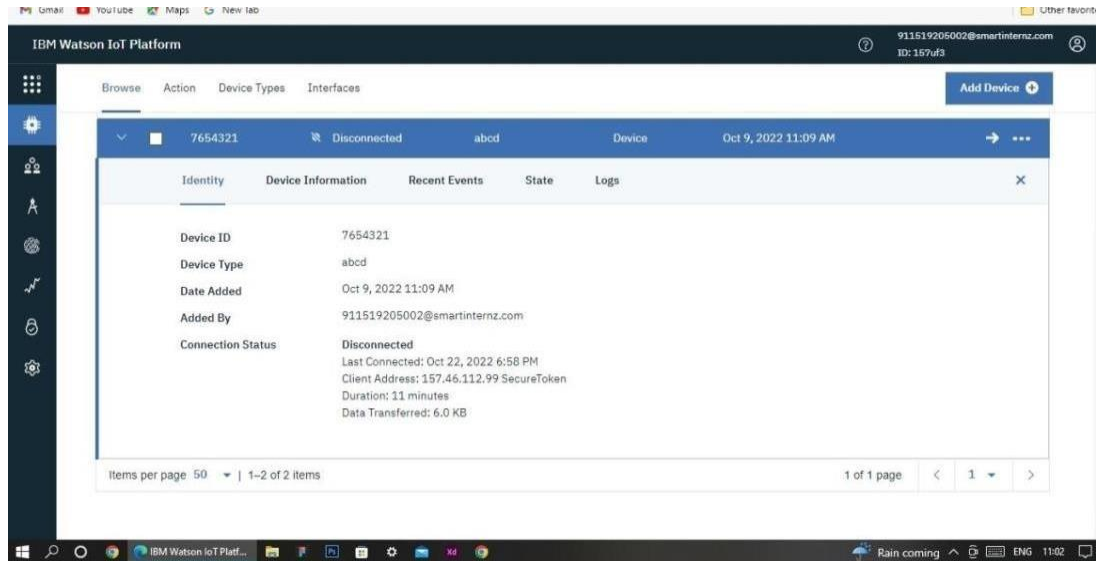 Gmail YouTube Maps New Tab Other favorit
IBM Watson IoT Platform
911519205002@smartinternz.com
ID: 157uf3
Browse Action Device Types Interfaces Add Device
7654321 Disconnected abcd Device Oct 9, 2022 11:09 AM
Identity Device Information Recent Events State Logs
Device ID 7654321
Device Type abcd
Date Added Oct 9, 2022 11:09 AM
Added By 911519205002@smartinternz.com
Connection Status Disconnected
Last Connected: Oct 22, 2022 6:58 PM
Client Address: 157.46.112.99 SecureToken
Duration: 11 minutes
Data Transferred: 6.0 KB
Items per page 50 | 1–2 of 2 items 1 of 1 page < 1 >
IBM Watson IoT Platf... Ps Xd Rain coming ENG 11:02